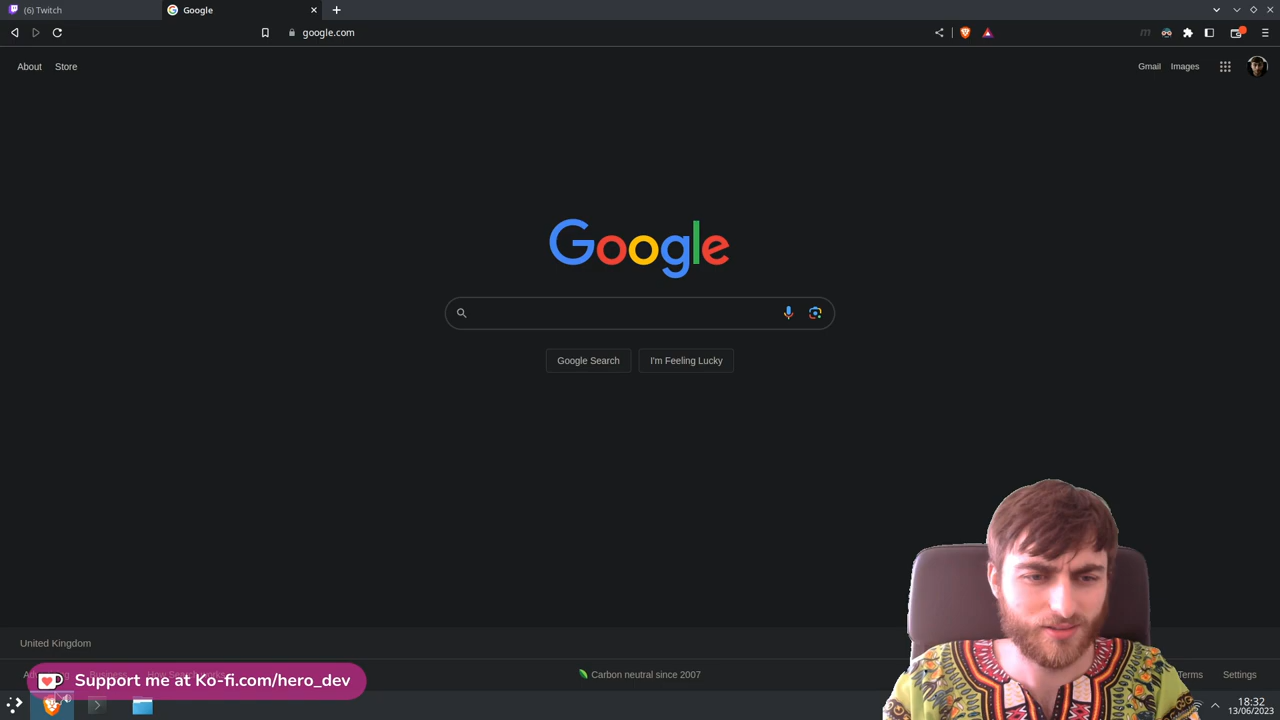 (6) Twitch
Google
google.com
About
Store
Gmail
Images
Google
Google Search
I'm Feeling Lucky
United Kingdom
Carbon neutral since 2007
Terms
Settings
Support me at Ko-fi.com/hero_dev
18:32
13/06/2023